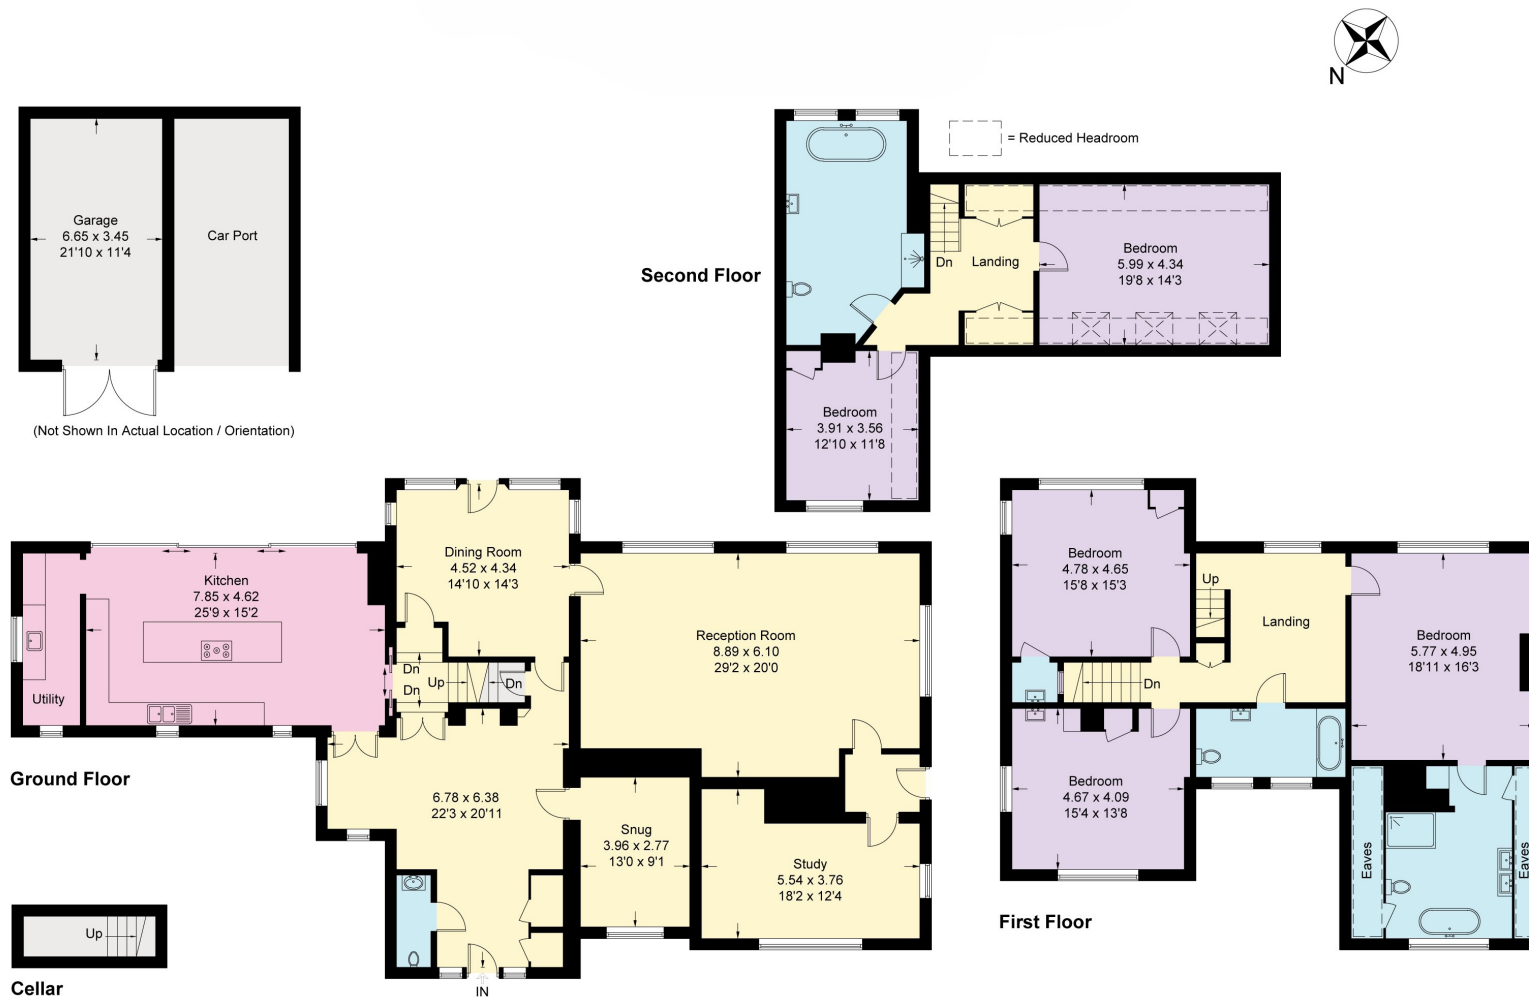 N
= Reduced Headroom
Garage
6.65 x 3.45
21'10 x 11'4
Car Port
(Not Shown In Actual Location / Orientation)
Second Floor
Dn
Landing
Bedroom
5.99 x 4.34
19'8 x 14'3
Bedroom
3.91 x 3.56
12'10 x 11'8
Kitchen
7.85 x 4.62
25'9 x 15'2
Utility
Dining Room
4.52 x 4.34
14'10 x 14'3
Dn
Dn
Up
Dn
Reception Room
8.89 x 6.10
29'2 x 20'0
6.78 x 6.38
22'3 x 20'11
Snug
3.96 x 2.77
13'0 x 9'1
Study
5.54 x 3.76
18'2 x 12'4
IN
Ground Floor
Up
Cellar
Bedroom
4.78 x 4.65
15'8 x 15'3
Up
Landing
Dn
Bedroom
5.77 x 4.95
18'11 x 16'3
Bedroom
4.67 x 4.09
15'4 x 13'8
Eaves
Eaves
First Floor